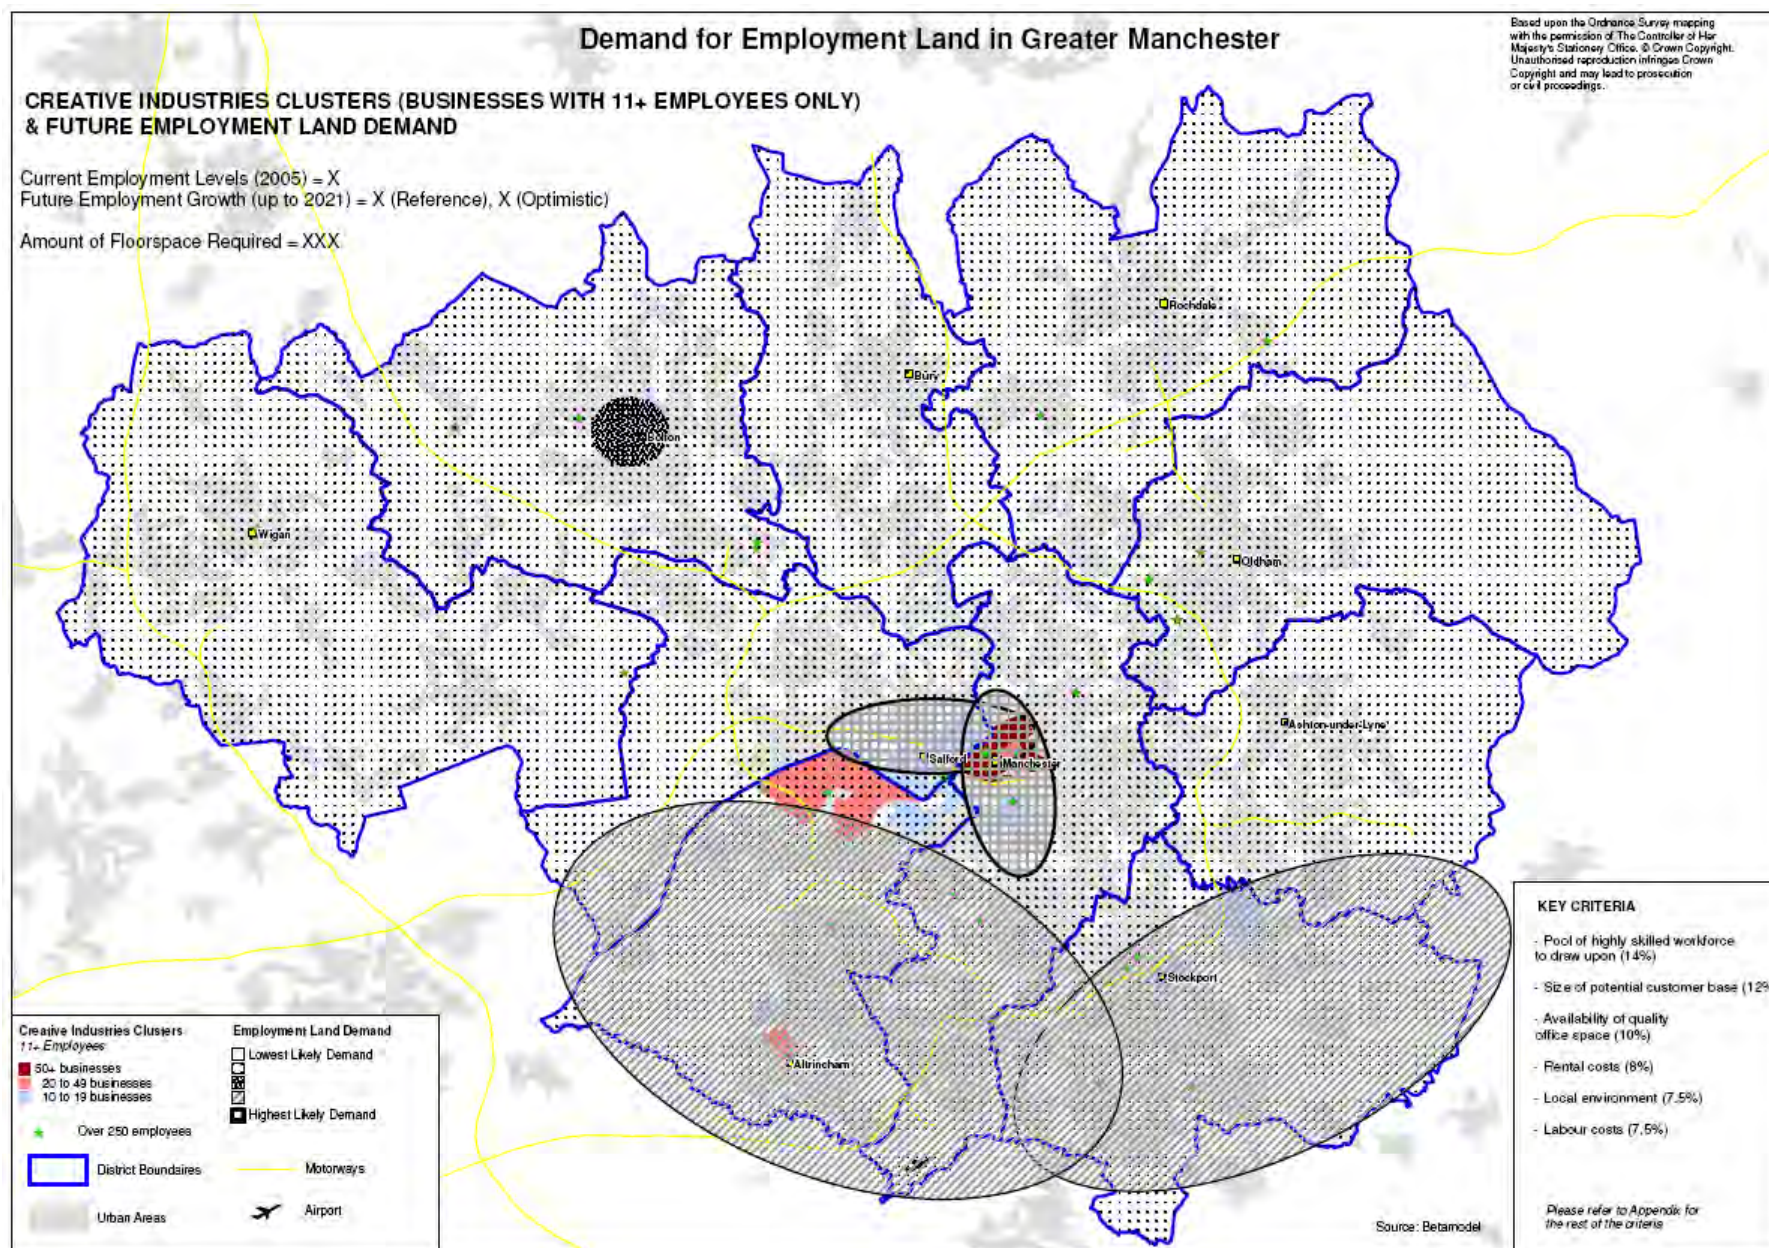 Demand for Employment Land in Greater Manchester
Based upon the Ordnance Survey mapping
with the permission of The Controller of Her
Majesty's Stationery Office. © Crown Copyright.
Unauthorised reproduction infringes Crown
Copyright and may lead to prosecution
or civil proceedings.
CREATIVE INDUSTRIES CLUSTERS (BUSINESSES WITH 11+ EMPLOYEES ONLY)
& FUTURE EMPLOYMENT LAND DEMAND
Current Employment Levels (2005) = X
Future Employment Growth (up to 2021) = X (Reference), X (Optimistic)
Amount of Floorspace Required = XXX
Rochdale
Bury
Bolton
Wigan
Oldham
Ashton-under-Lyne
Salford
Manchester
Stockport
Altrincham
Creative Industries Clusters
11+ Employees
50+ businesses
20 to 49 businesses
10 to 19 businesses
Over 250 employees
District Boundaires
Urban Areas
Employment Land Demand
Lowest Likely Demand
Highest Likely Demand
Motorways
Airport
KEY CRITERIA
- Pool of highly skilled workforce
to draw upon (14%)
- Size of potential customer base (12%
- Availability of quality
office space (10%)
- Rental costs (8%)
- Local environment (7.5%)
- Labour costs (7.5%)
Please refer to Appendix for
the rest of the criteria
Source: Betamodel